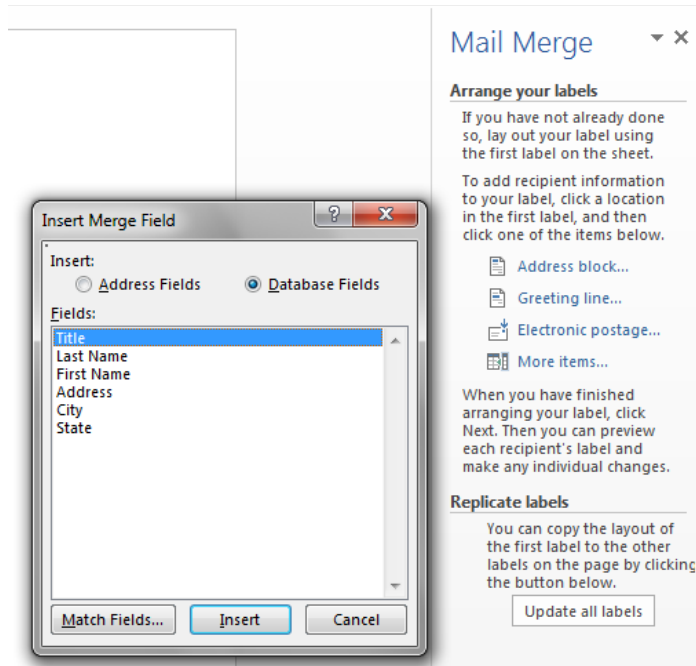 Mail Merge
Arrange your labels
If you have not already done
so, lay out your label using
the first label on the sheet.
To add recipient information
to your label, click a location
in the first label, and then
click one of the items below.
Address block...
Greeting line...
Electronic postage...
More items...
When you have finished
arranging your label, click
Next. Then you can preview
each recipient's label and
make any individual changes.
Replicate labels
You can copy the layout of
the first label to the other
labels on the page by clicking
the button below.
Update all labels
Insert Merge Field
?
Insert:
Address Fields Database Fields
Fields:
Title
Last Name
First Name
Address
City
State
Match Fields... Insert Cancel